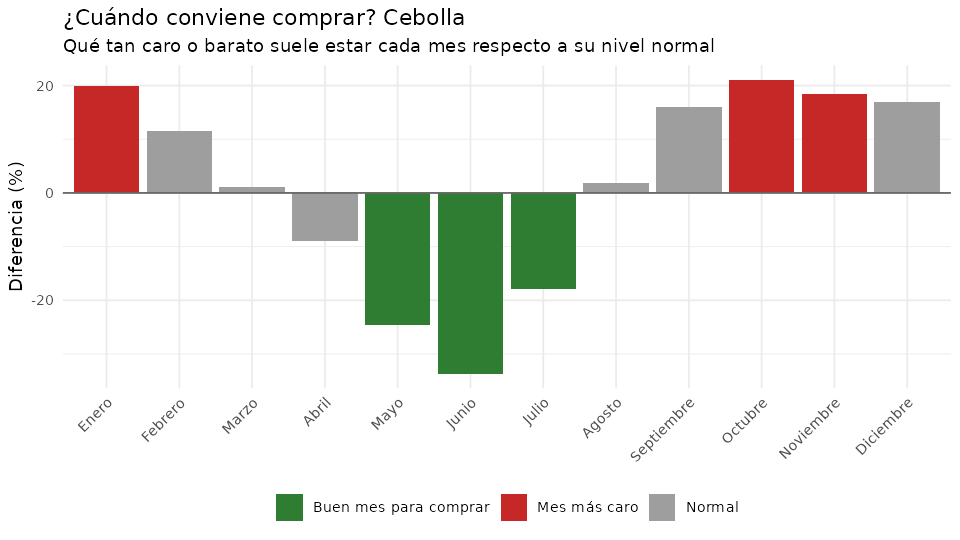 ¿Cuándo conviene comprar? Cebolla
Qué tan caro o barato suele estar cada mes respecto a su nivel normal
Diferencia (%)
20
0
-20
Enero
Febrero
Marzo
Abril
Mayo
Junio
Julio
Agosto
Septiembre
Octubre
Noviembre
Diciembre
Buen mes para comprar
Mes más caro
Normal